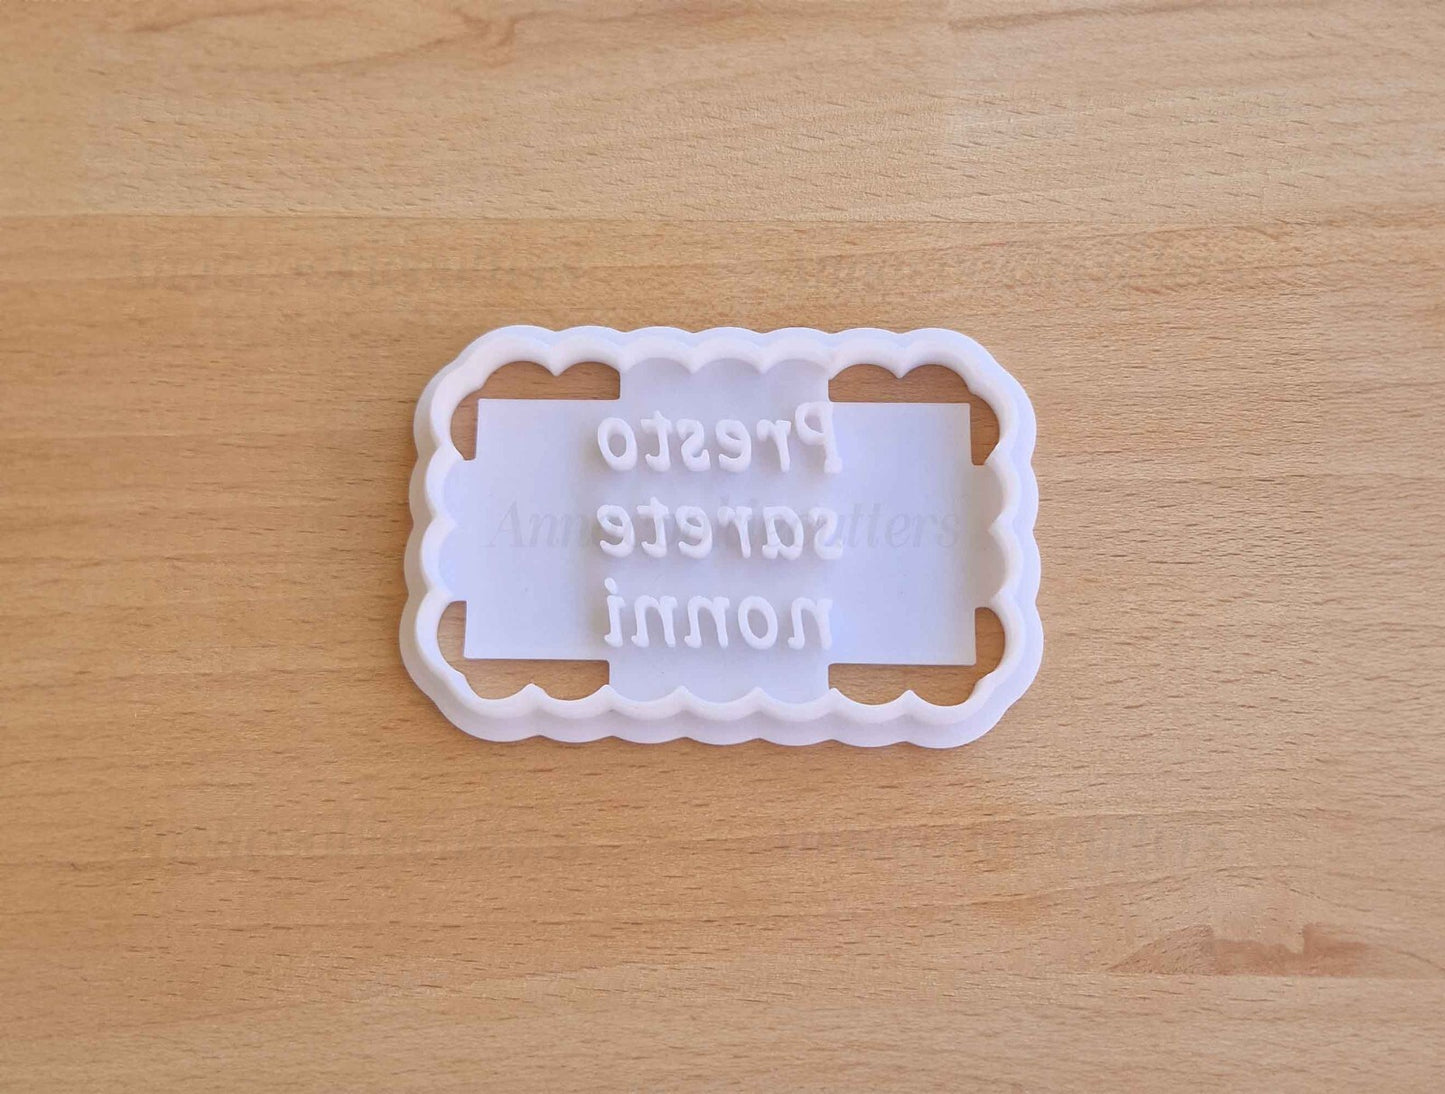 Presto
sarete
nonni